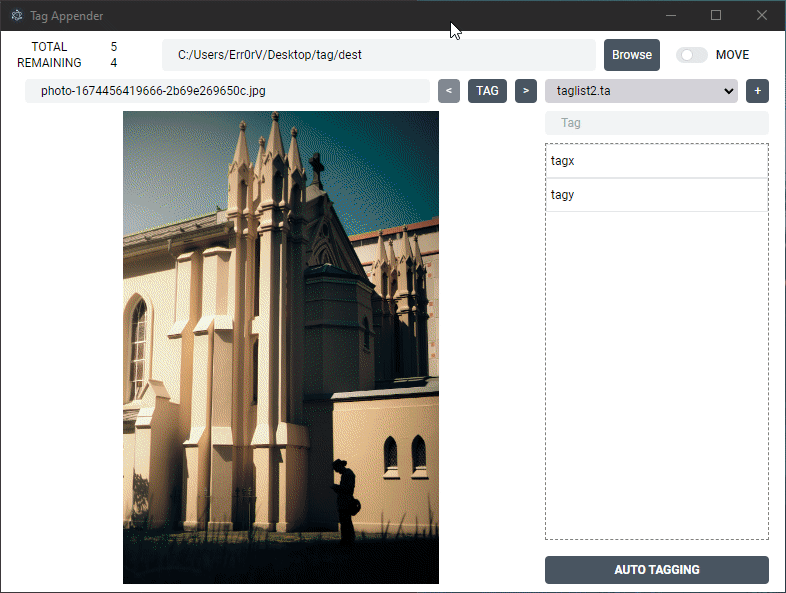 Tag Appender
TOTAL 5
REMAINING 4
C:/Users/Err0rV/Desktop/tag/dest
Browse
MOVE
photo-1674456419666-2b69e269650c.jpg
<
TAG
>
taglist2.ta
+
Tag
tagx
tagy
AUTO TAGGING